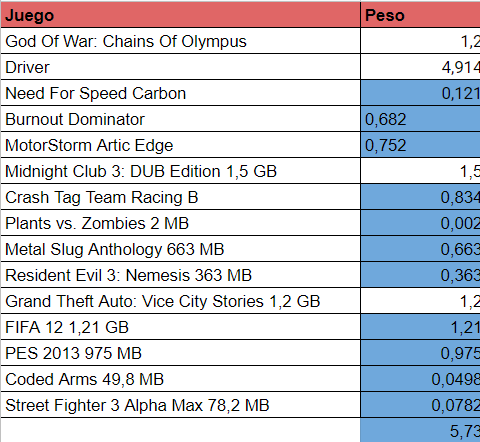 Juego Peso
God Of War: Chains Of Olympus 1,2
Driver 4,914
Need For Speed Carbon 0,121
Burnout Dominator 0,682
MotorStorm Artic Edge 0,752
Midnight Club 3: DUB Edition 1,5 GB 1,5
Crash Tag Team Racing B 0,834
Plants vs. Zombies 2 MB 0,002
Metal Slug Anthology 663 MB 0,663
Resident Evil 3: Nemesis 363 MB 0,363
Grand Theft Auto: Vice City Stories 1,2 GB 1,2
FIFA 12 1,21 GB 1,21
PES 2013 975 MB 0,975
Coded Arms 49,8 MB 0,0498
Street Fighter 3 Alpha Max 78,2 MB 0,0782
5,73